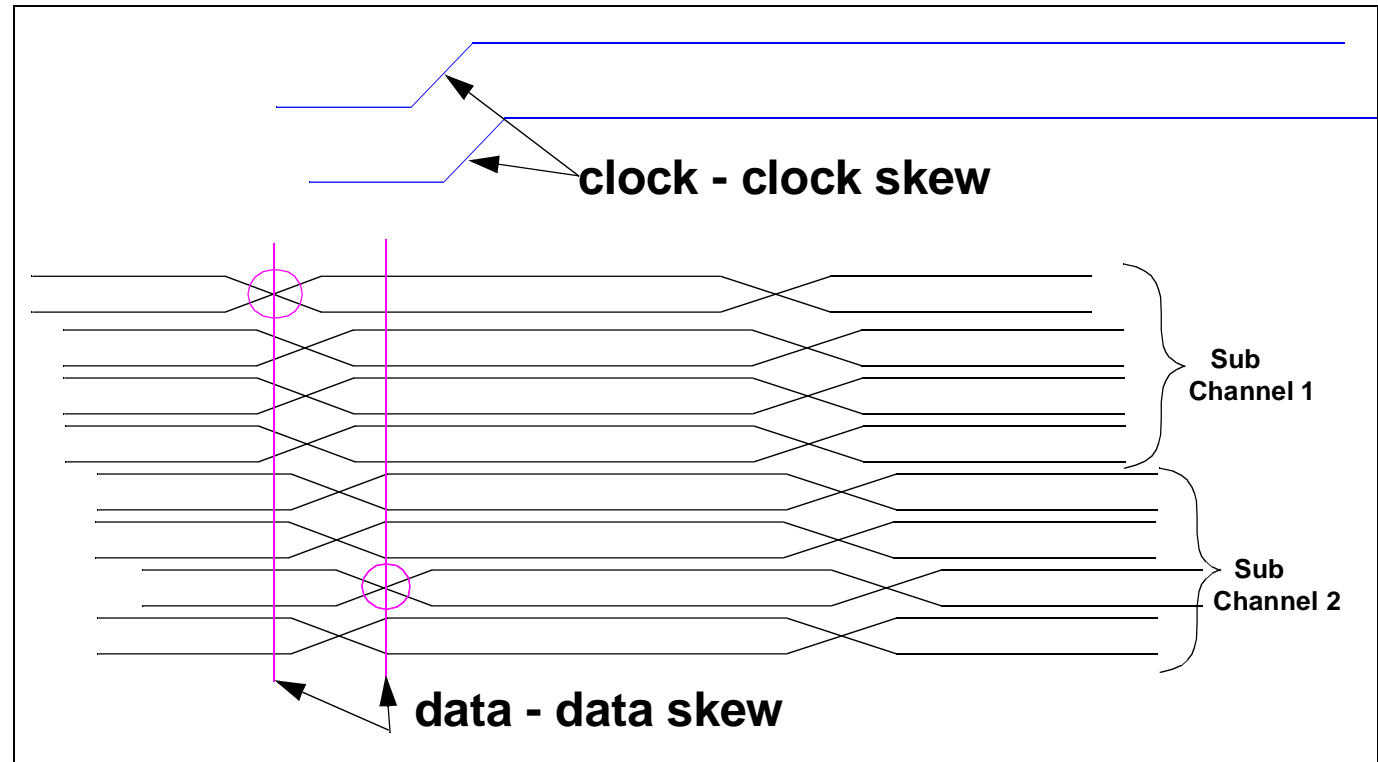 clock - clock skew
Sub
Channel 1
Sub
Channel 2
data - data skew